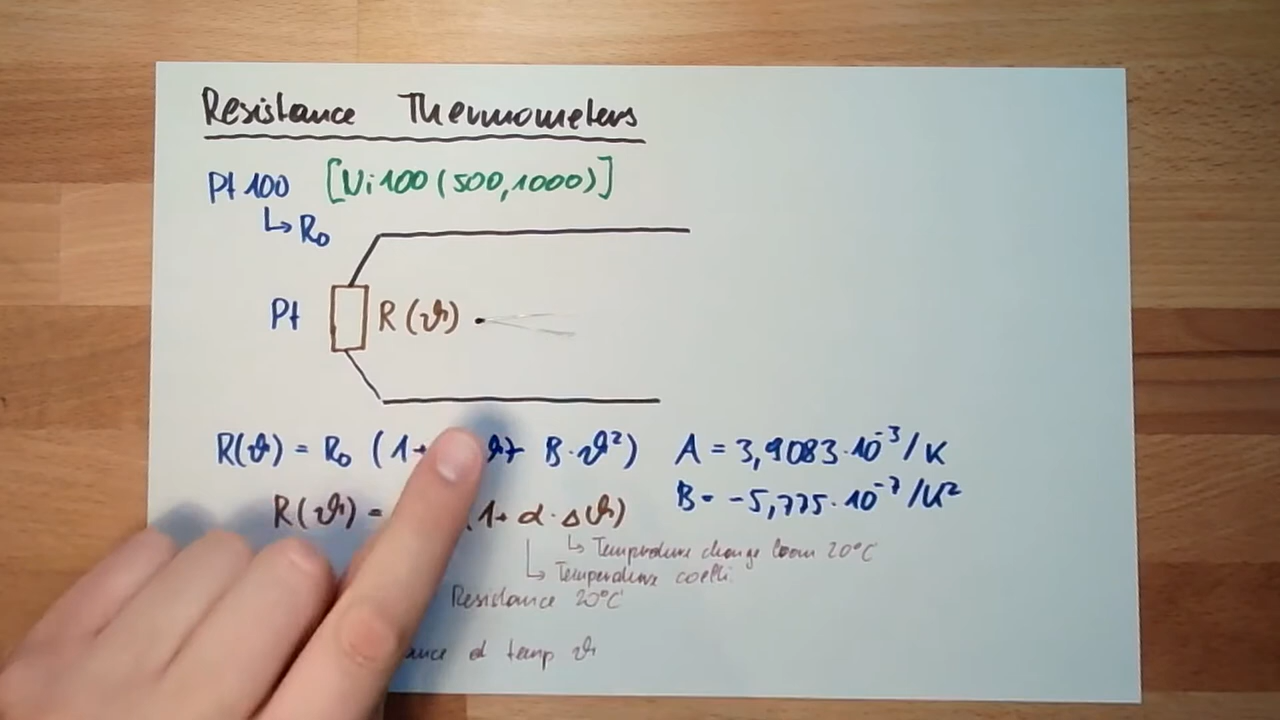 Resistance Thermometers
Pt 100 [Ni 100 (500, 1000)]
↳ R₀
Pt R(ϑ)
R(ϑ) = R₀ (1+ ϑ+ B·ϑ²) A = 3,9083·10⁻³/K
R(ϑ) = (1+ α·Δϑ) B = -5,775·10⁻⁷/K²
↳ Temperature change from 20°C
↳ Temperature coeffi.
Resistance 20°C
temp ϑ